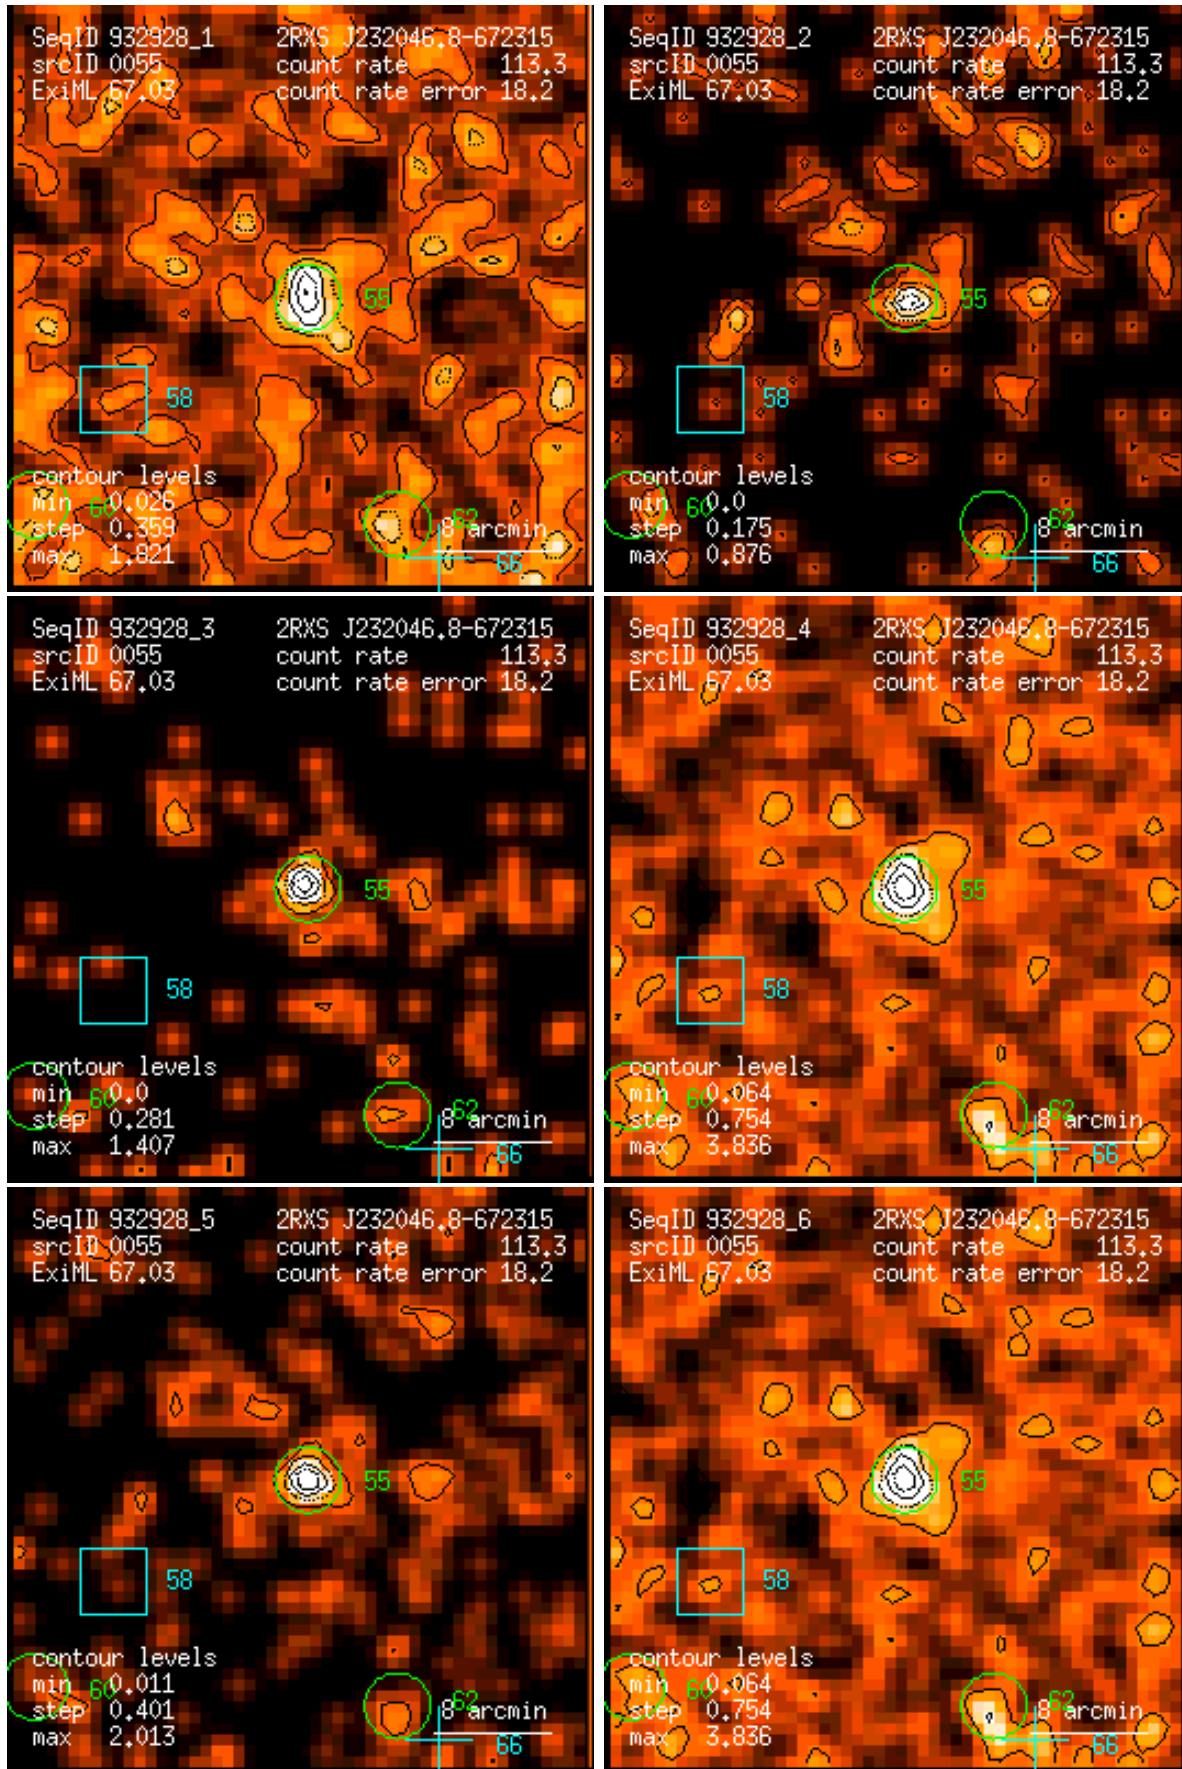 SeqID 932928_1 2RXS J232046.8-672315
srcID 0055 count rate 113.3
ExiML 67.03 count rate error 18.2
55
58
contour levels
min 0.026 60
step 0.359 62 8 arcmin
max 1.821 66
SeqID 932928_2 2RXS J232046.8-672315
srcID 0055 count rate 113.3
ExiML 67.03 count rate error 18.2
55
58
contour levels
min 0.0 60
step 0.175 62 8 arcmin
max 0.876 66
SeqID 932928_3 2RXS J232046.8-672315
srcID 0055 count rate 113.3
ExiML 67.03 count rate error 18.2
55
58
contour levels
min 0.0 60
step 0.281 62 8 arcmin
max 1.407 66
SeqID 932928_4 2RXS J232046.8-672315
srcID 0055 count rate 113.3
ExiML 67.03 count rate error 18.2
55
58
contour levels
min 0.064 60
step 0.754 62 8 arcmin
max 3.836 66
SeqID 932928_5 2RXS J232046.8-672315
srcID 0055 count rate 113.3
ExiML 67.03 count rate error 18.2
55
58
contour levels
min 0.011 60
step 0.401 62 8 arcmin
max 2.013 66
SeqID 932928_6 2RXS J232046.8-672315
srcID 0055 count rate 113.3
ExiML 67.03 count rate error 18.2
55
58
contour levels
min 0.064 60
step 0.754 62 8 arcmin
max 3.836 66